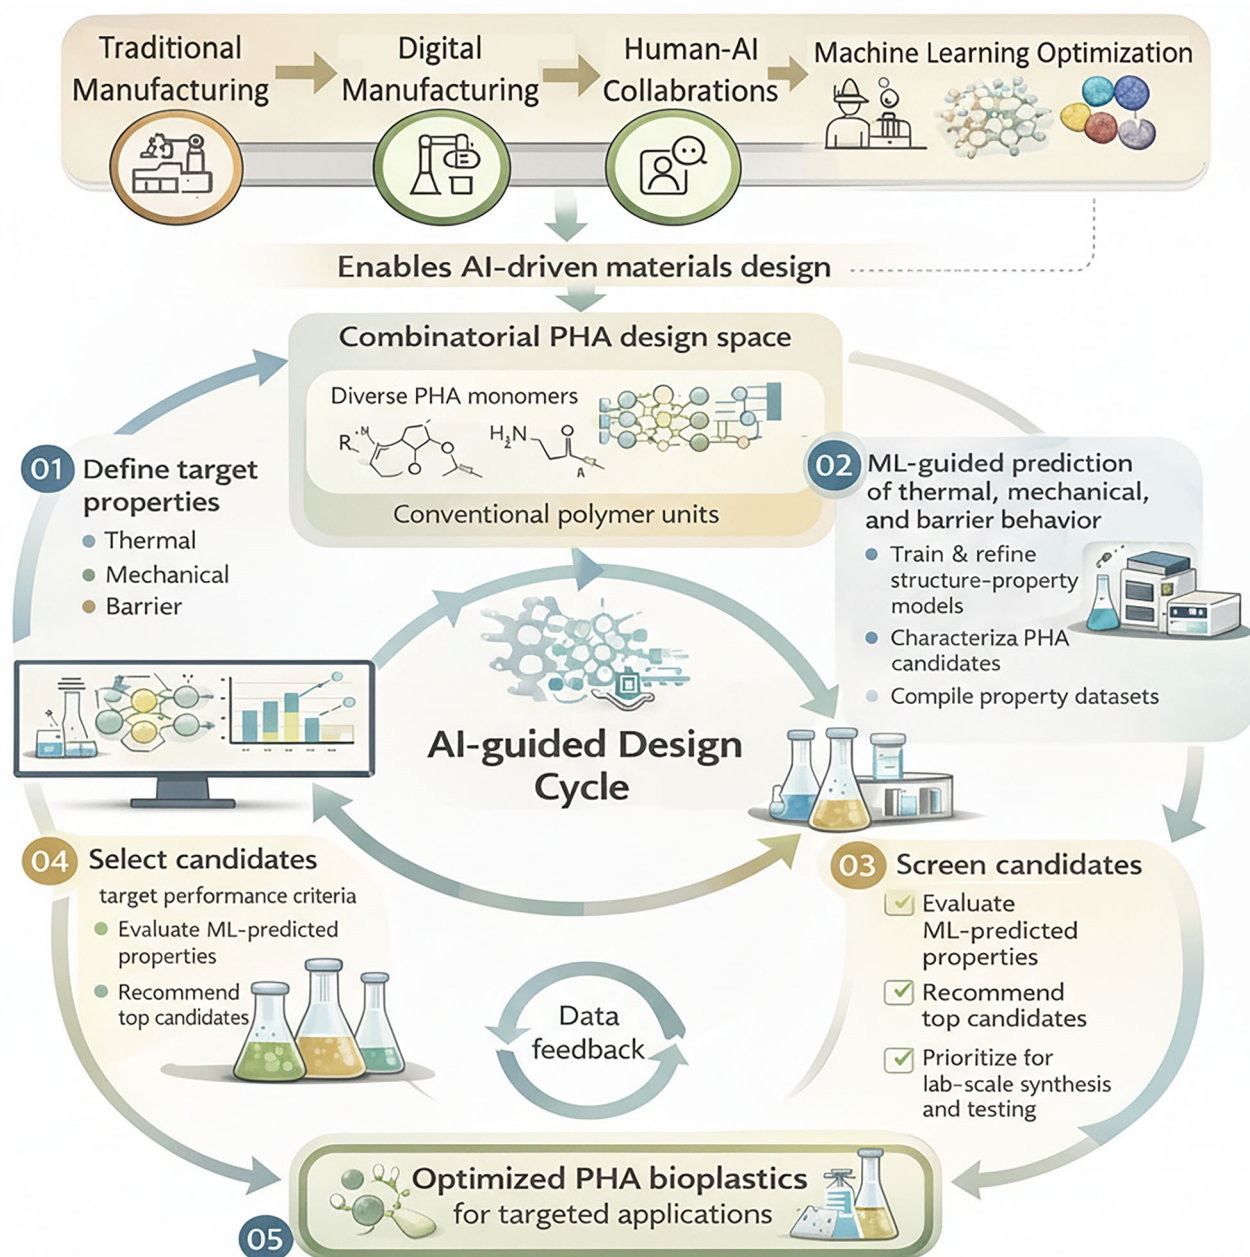 Traditional
Manufacturing
Digital
Manufacturing
Human-AI
Collabrations
Machine Learning Optimization
Enables AI-driven materials design
Combinatorial PHA design space
Diverse PHA monomers
R
N
O
O
H₂N
O
A
Conventional polymer units
01
Define target
properties
Thermal
Mechanical
Barrier
02
ML-guided prediction
of thermal, mechanical,
and barrier behavior
Train & refine
structure-property
models
Characteriza PHA
candidates
Compile property datasets
AI-guided Design
Cycle
04
Select candidates
target performance criteria
Evaluate ML-predicted
properties
Recommend
top candidates
03
Screen candidates
Evaluate
ML-predicted
properties
Recommend
top candidates
Prioritize for
lab-scale synthesis
and testing
Data
feedback
05
Optimized PHA bioplastics
for targeted applications